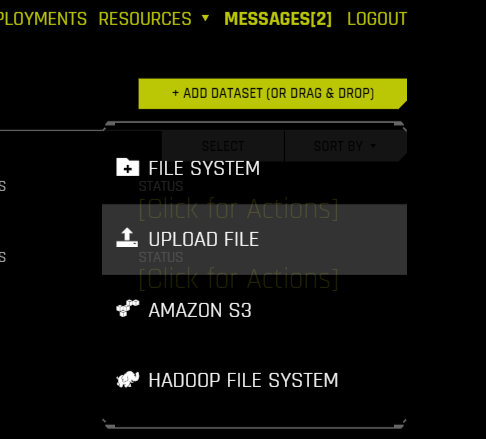 PLOYMENTS RESOURCES ▼ MESSAGES[2] LOGOUT
+ ADD DATASET (OR DRAG & DROP)
SELECT SORT BY ▼
FILE SYSTEM
S STATUS
[Click for Actions]
UPLOAD FILE
S STATUS
[Click for Actions]
AMAZON S3
HADOOP FILE SYSTEM